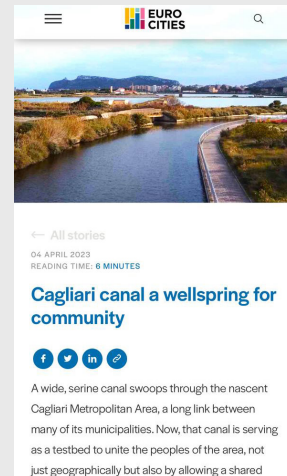 EURO
CITIES
← All stories
04 APRIL 2023
READING TIME: 6 MINUTES
Cagliari canal a wellspring for
community
A wide, serine canal swoops through the nascent
Cagliari Metropolitan Area, a long link between
many of its municipalities. Now, that canal is serving
as a testbed to unite the peoples of the area, not
just geographically but also by allowing a shared